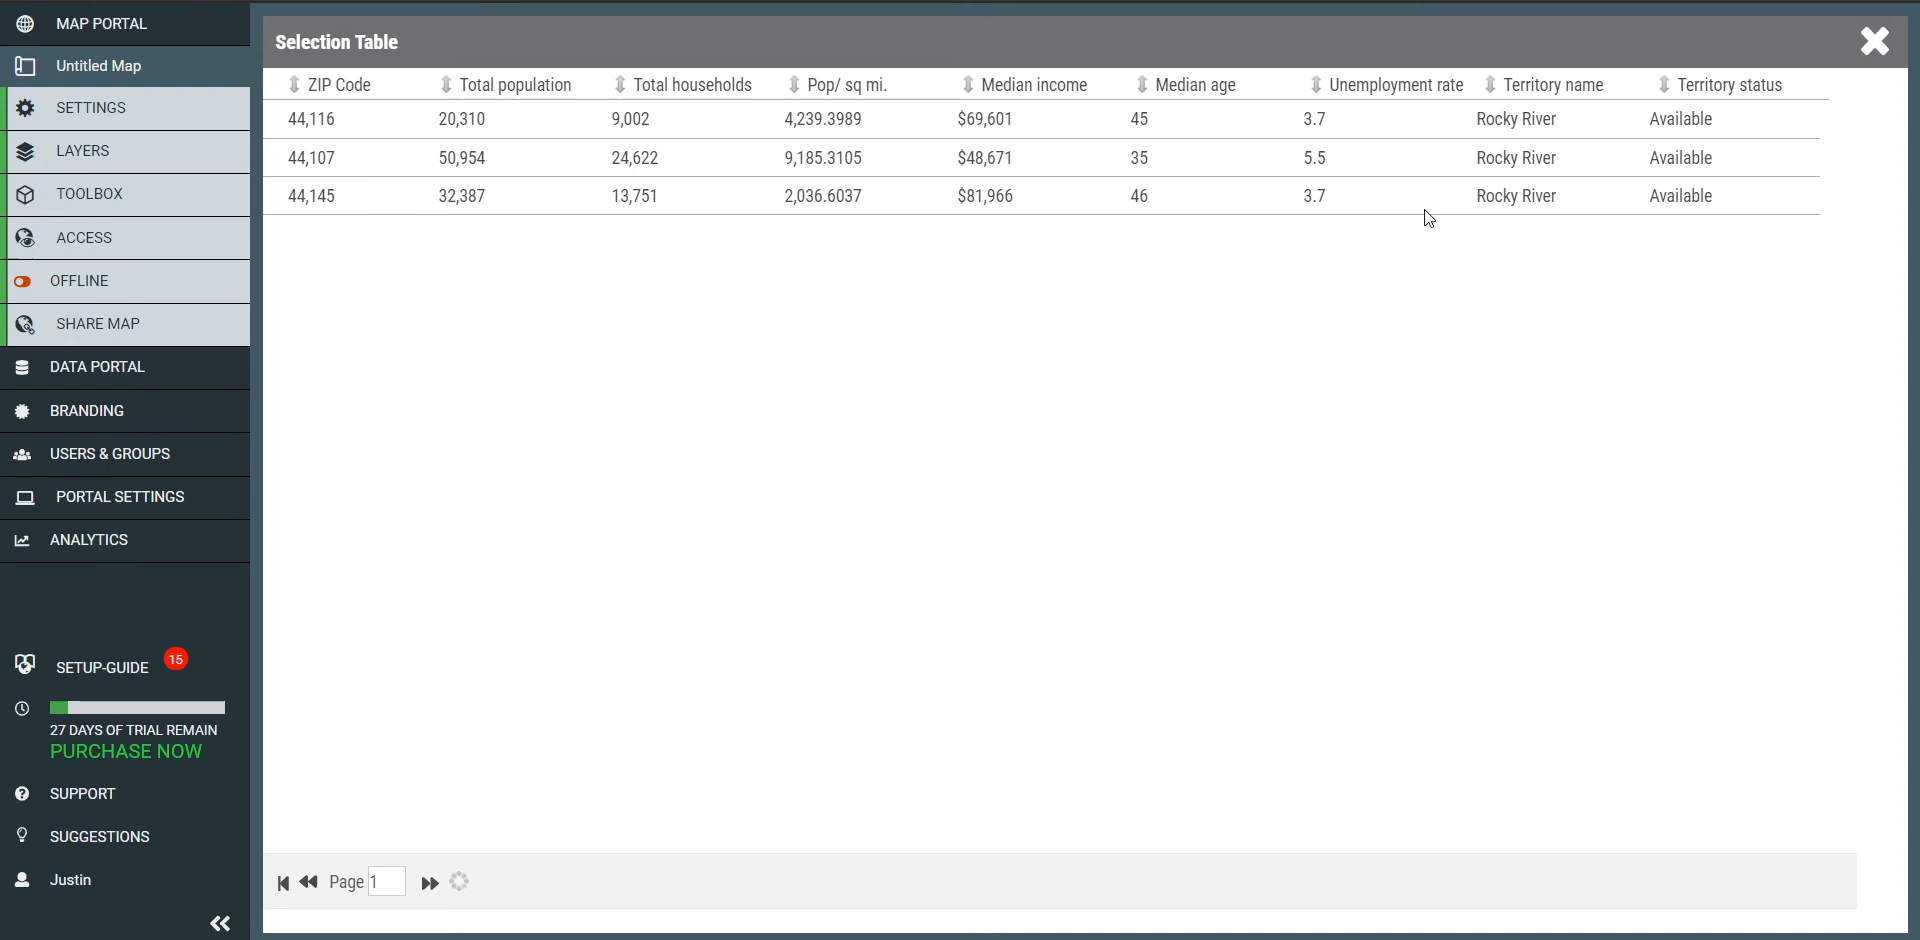 MAP PORTAL
Untitled Map
SETTINGS
LAYERS
TOOLBOX
ACCESS
OFFLINE
SHARE MAP
DATA PORTAL
BRANDING
USERS & GROUPS
PORTAL SETTINGS
ANALYTICS
SETUP-GUIDE 15
27 DAYS OF TRIAL REMAIN
PURCHASE NOW
SUPPORT
SUGGESTIONS
Justin
Selection Table
ZIP Code Total population Total households Pop/ sq mi. Median income Median age Unemployment rate Territory name Territory status
44,116 20,310 9,002 4,239.3989 $69,601 45 3.7 Rocky River Available
44,107 50,954 24,622 9,185.3105 $48,671 35 5.5 Rocky River Available
44,145 32,387 13,751 2,036.6037 $81,966 46 3.7 Rocky River Available
Page 1